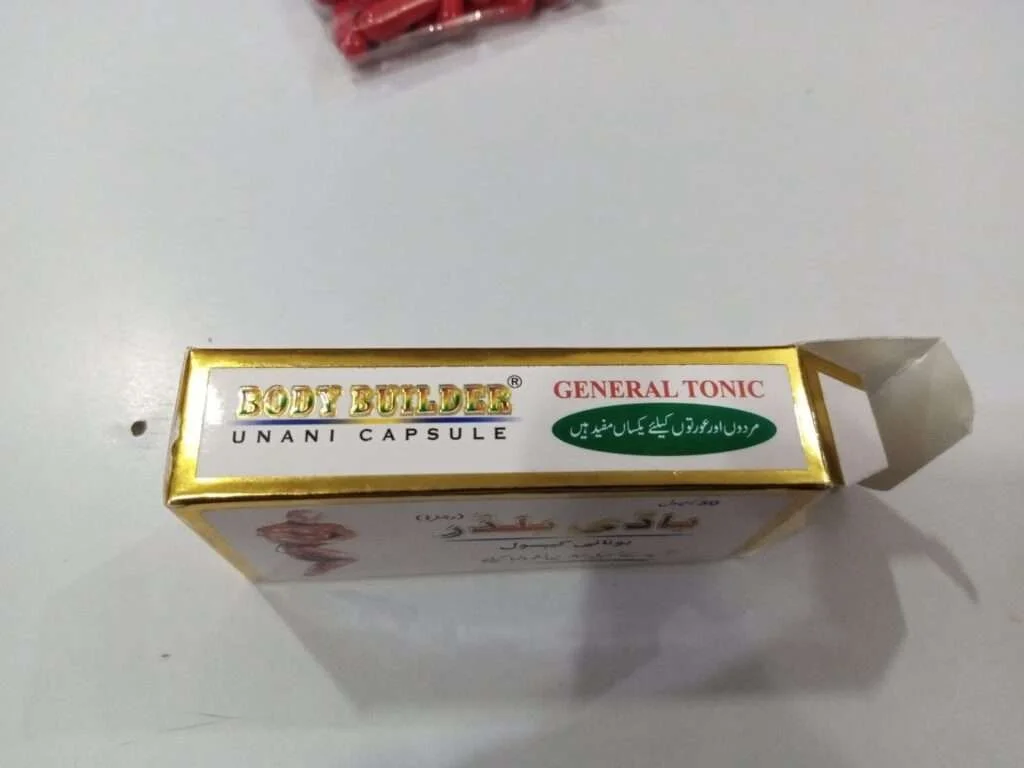 BODY BUILDER®
UNANI CAPSULE
GENERAL TONIC
مردوں اور عورتوں کیلئے یکساں مفید ہیں
باڈی بلڈر
یونانی کیپسول